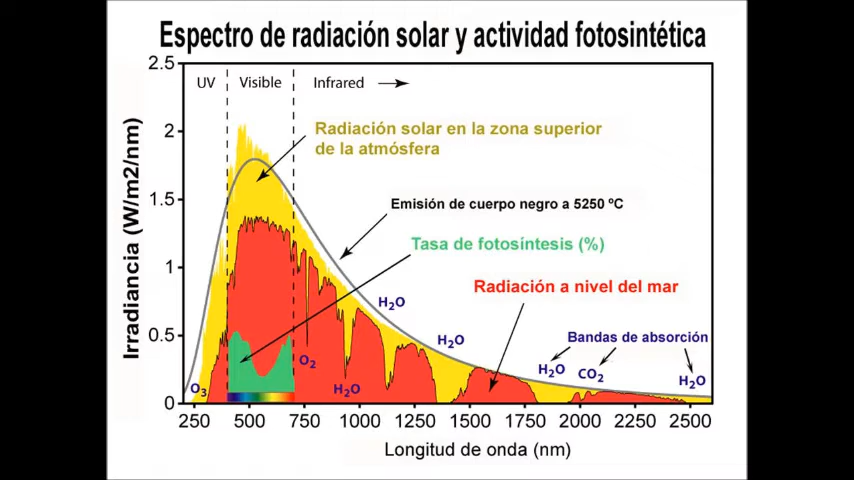 Espectro de radiación solar y actividad fotosintética
2.5
UV
Visible
Infrared
2
Radiación solar en la zona superior
de la atmósfera
1.5
Emisión de cuerpo negro a 5250 ºC
Tasa de fotosíntesis (%)
1
Radiación a nivel del mar
H2O
0.5
H2O
Bandas de absorción
O2
H2O
CO2
H2O
O3
H2O
0
250 500 750 1000 1250 1500 1750 2000 2250 2500
Longitud de onda (nm)
Irradiancia (W/m2/nm)